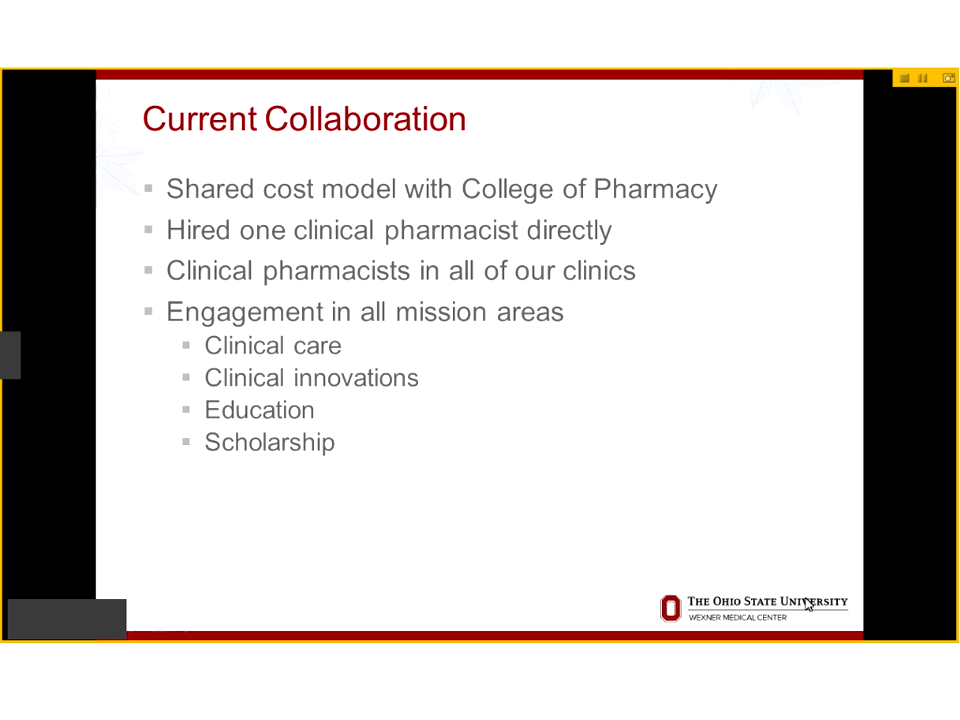 Current Collaboration
Shared cost model with College of Pharmacy
Hired one clinical pharmacist directly
Clinical pharmacists in all of our clinics
Engagement in all mission areas
Clinical care
Clinical innovations
Education
Scholarship
THE OHIO STATE UNIVERSITY
WEXNER MEDICAL CENTER